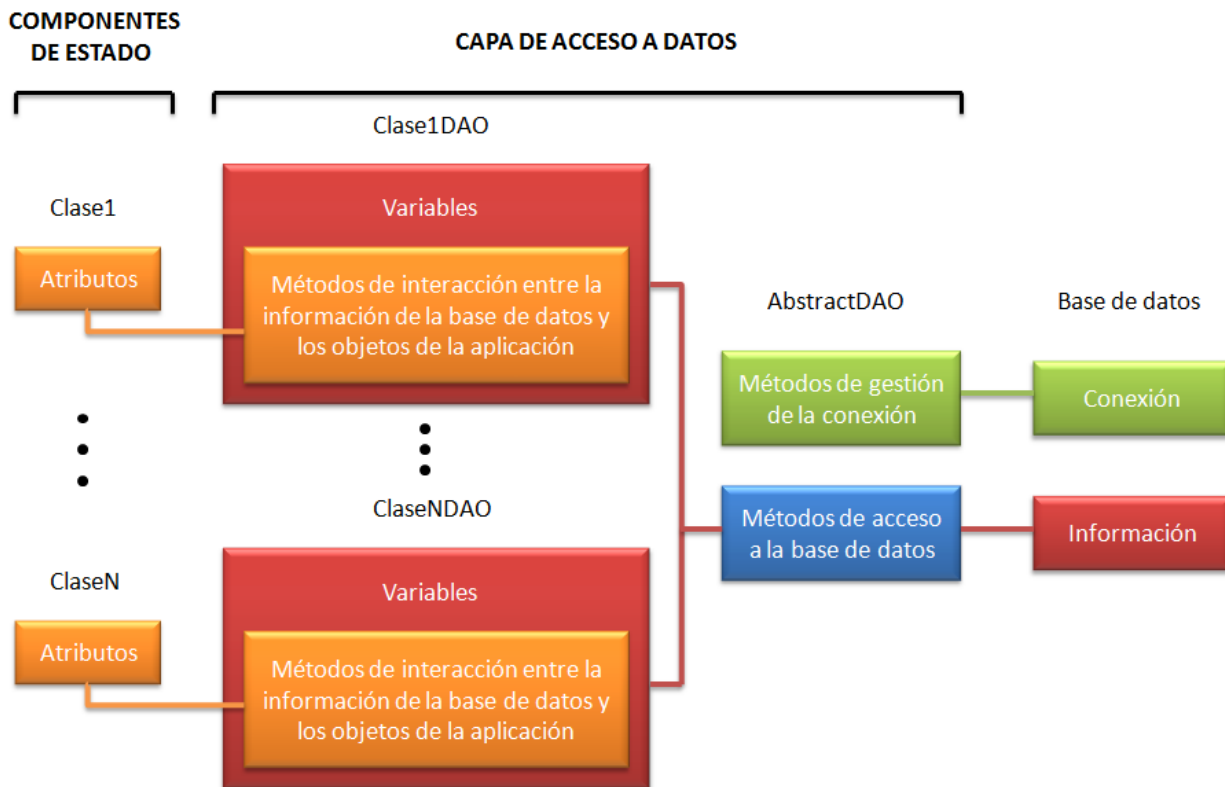 COMPONENTES
DE ESTADO
CAPA DE ACCESO A DATOS
Clase1DAO
Clase1
Variables
Atributos
Métodos de interacción entre la
información de la base de datos y
los objetos de la aplicación
AbstractDAO
Base de datos
Métodos de gestión
de la conexión
Conexión
ClaseNDAO
Métodos de acceso
a la base de datos
Información
ClaseN
Variables
Atributos
Métodos de interacción entre la
información de la base de datos y
los objetos de la aplicación